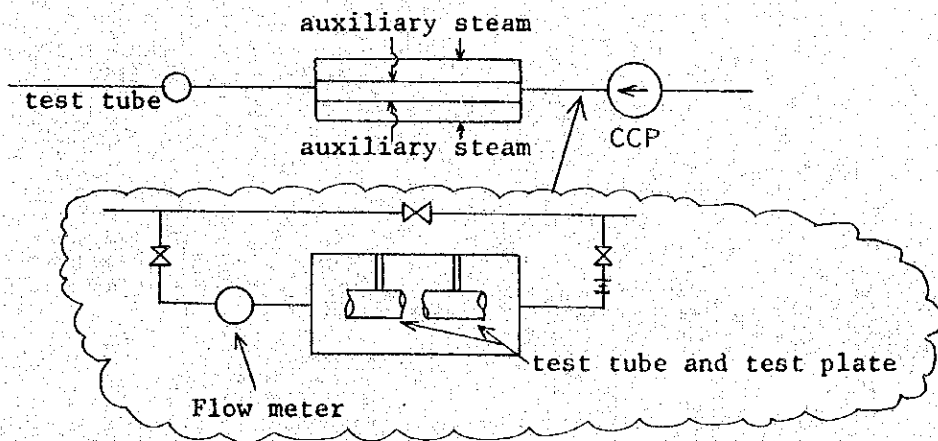 auxiliary steam
test tube
CCP
auxiliary steam
test tube and test plate
Flow meter